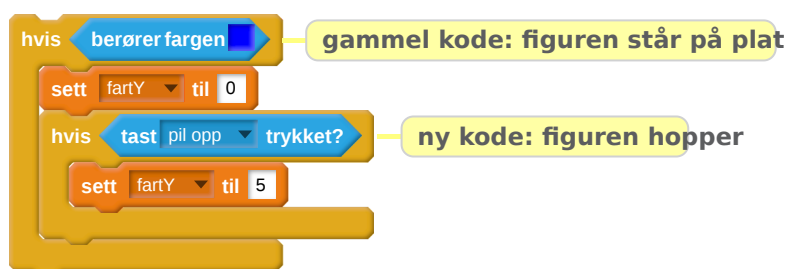 hvis berører fargen gammel kode: figuren står på plat
sett fartY til 0
hvis tast pil opp trykket? ny kode: figuren hopper
sett fartY til 5